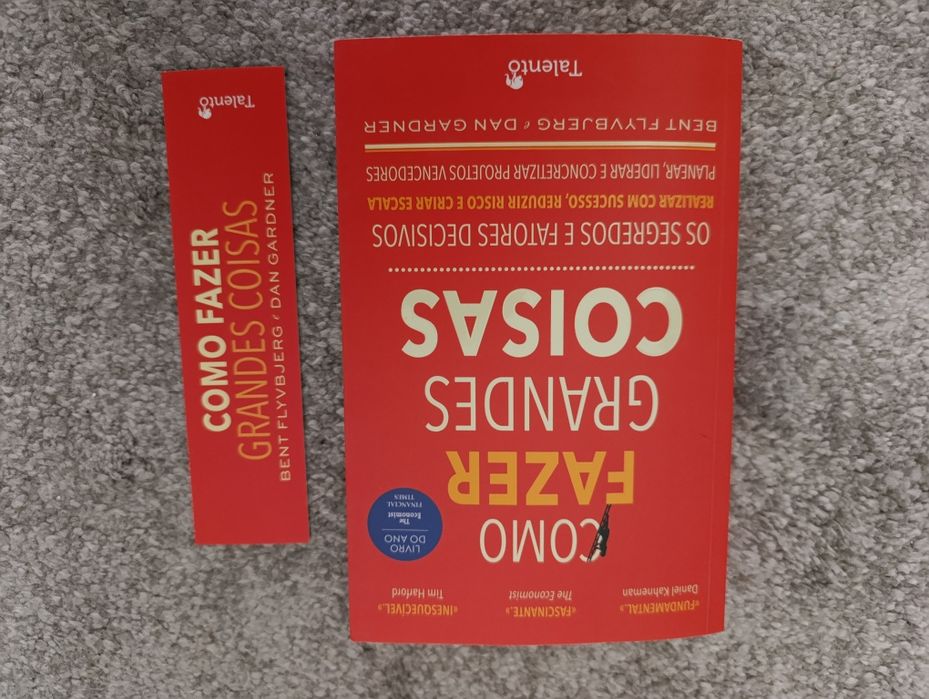 «FUNDAMENTAL.»
Daniel Kahneman
«FASCINANTE.»
The Economist
«INESQUECÍVEL.»
Tim Harford
COMO
FAZER
GRANDES
COISAS
LIVRO
DO ANO
The
Economist
FINANCIAL
TIMES
OS SEGREDOS E FATORES DECISIVOS
REALIZAR COM SUCESSO, REDUZIR RISCO E CRIAR ESCALA
PLANEAR, LIDERAR E CONCRETIZAR PROJETOS VENCEDORES
BENT FLYVBJERG e DAN GARDNER
Talento
COMO FAZER
GRANDES COISAS
BENT FLYVBJERG e DAN GARDNER
Talento